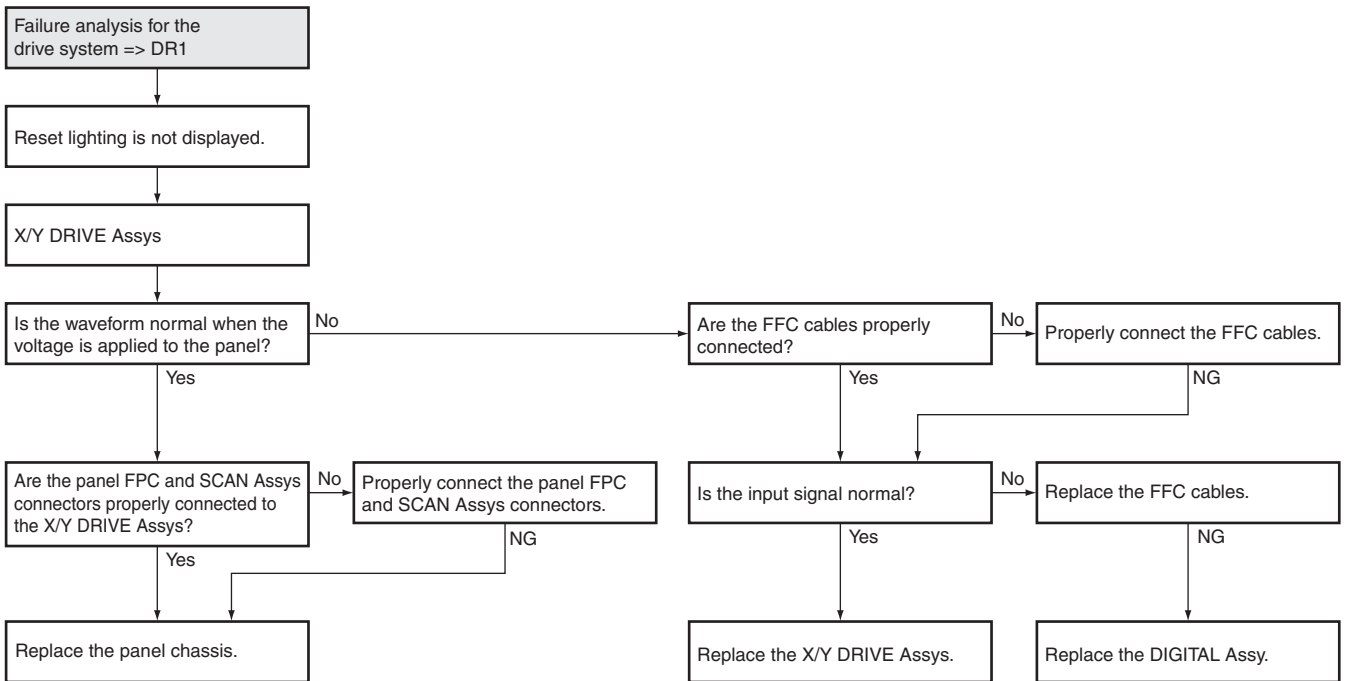 Failure analysis for the
drive system => DR1
Reset lighting is not displayed.
X/Y DRIVE Assys
Is the waveform normal when the
voltage is applied to the panel?
No
Are the FFC cables properly
connected?
No
Properly connect the FFC cables.
Yes
Yes
NG
Are the panel FPC and SCAN Assys
connectors properly connected to
the X/Y DRIVE Assys?
No
Properly connect the panel FPC
and SCAN Assys connectors.
Is the input signal normal?
No
Replace the FFC cables.
Yes
NG
Yes
NG
Replace the panel chassis.
Replace the X/Y DRIVE Assys.
Replace the DIGITAL Assy.